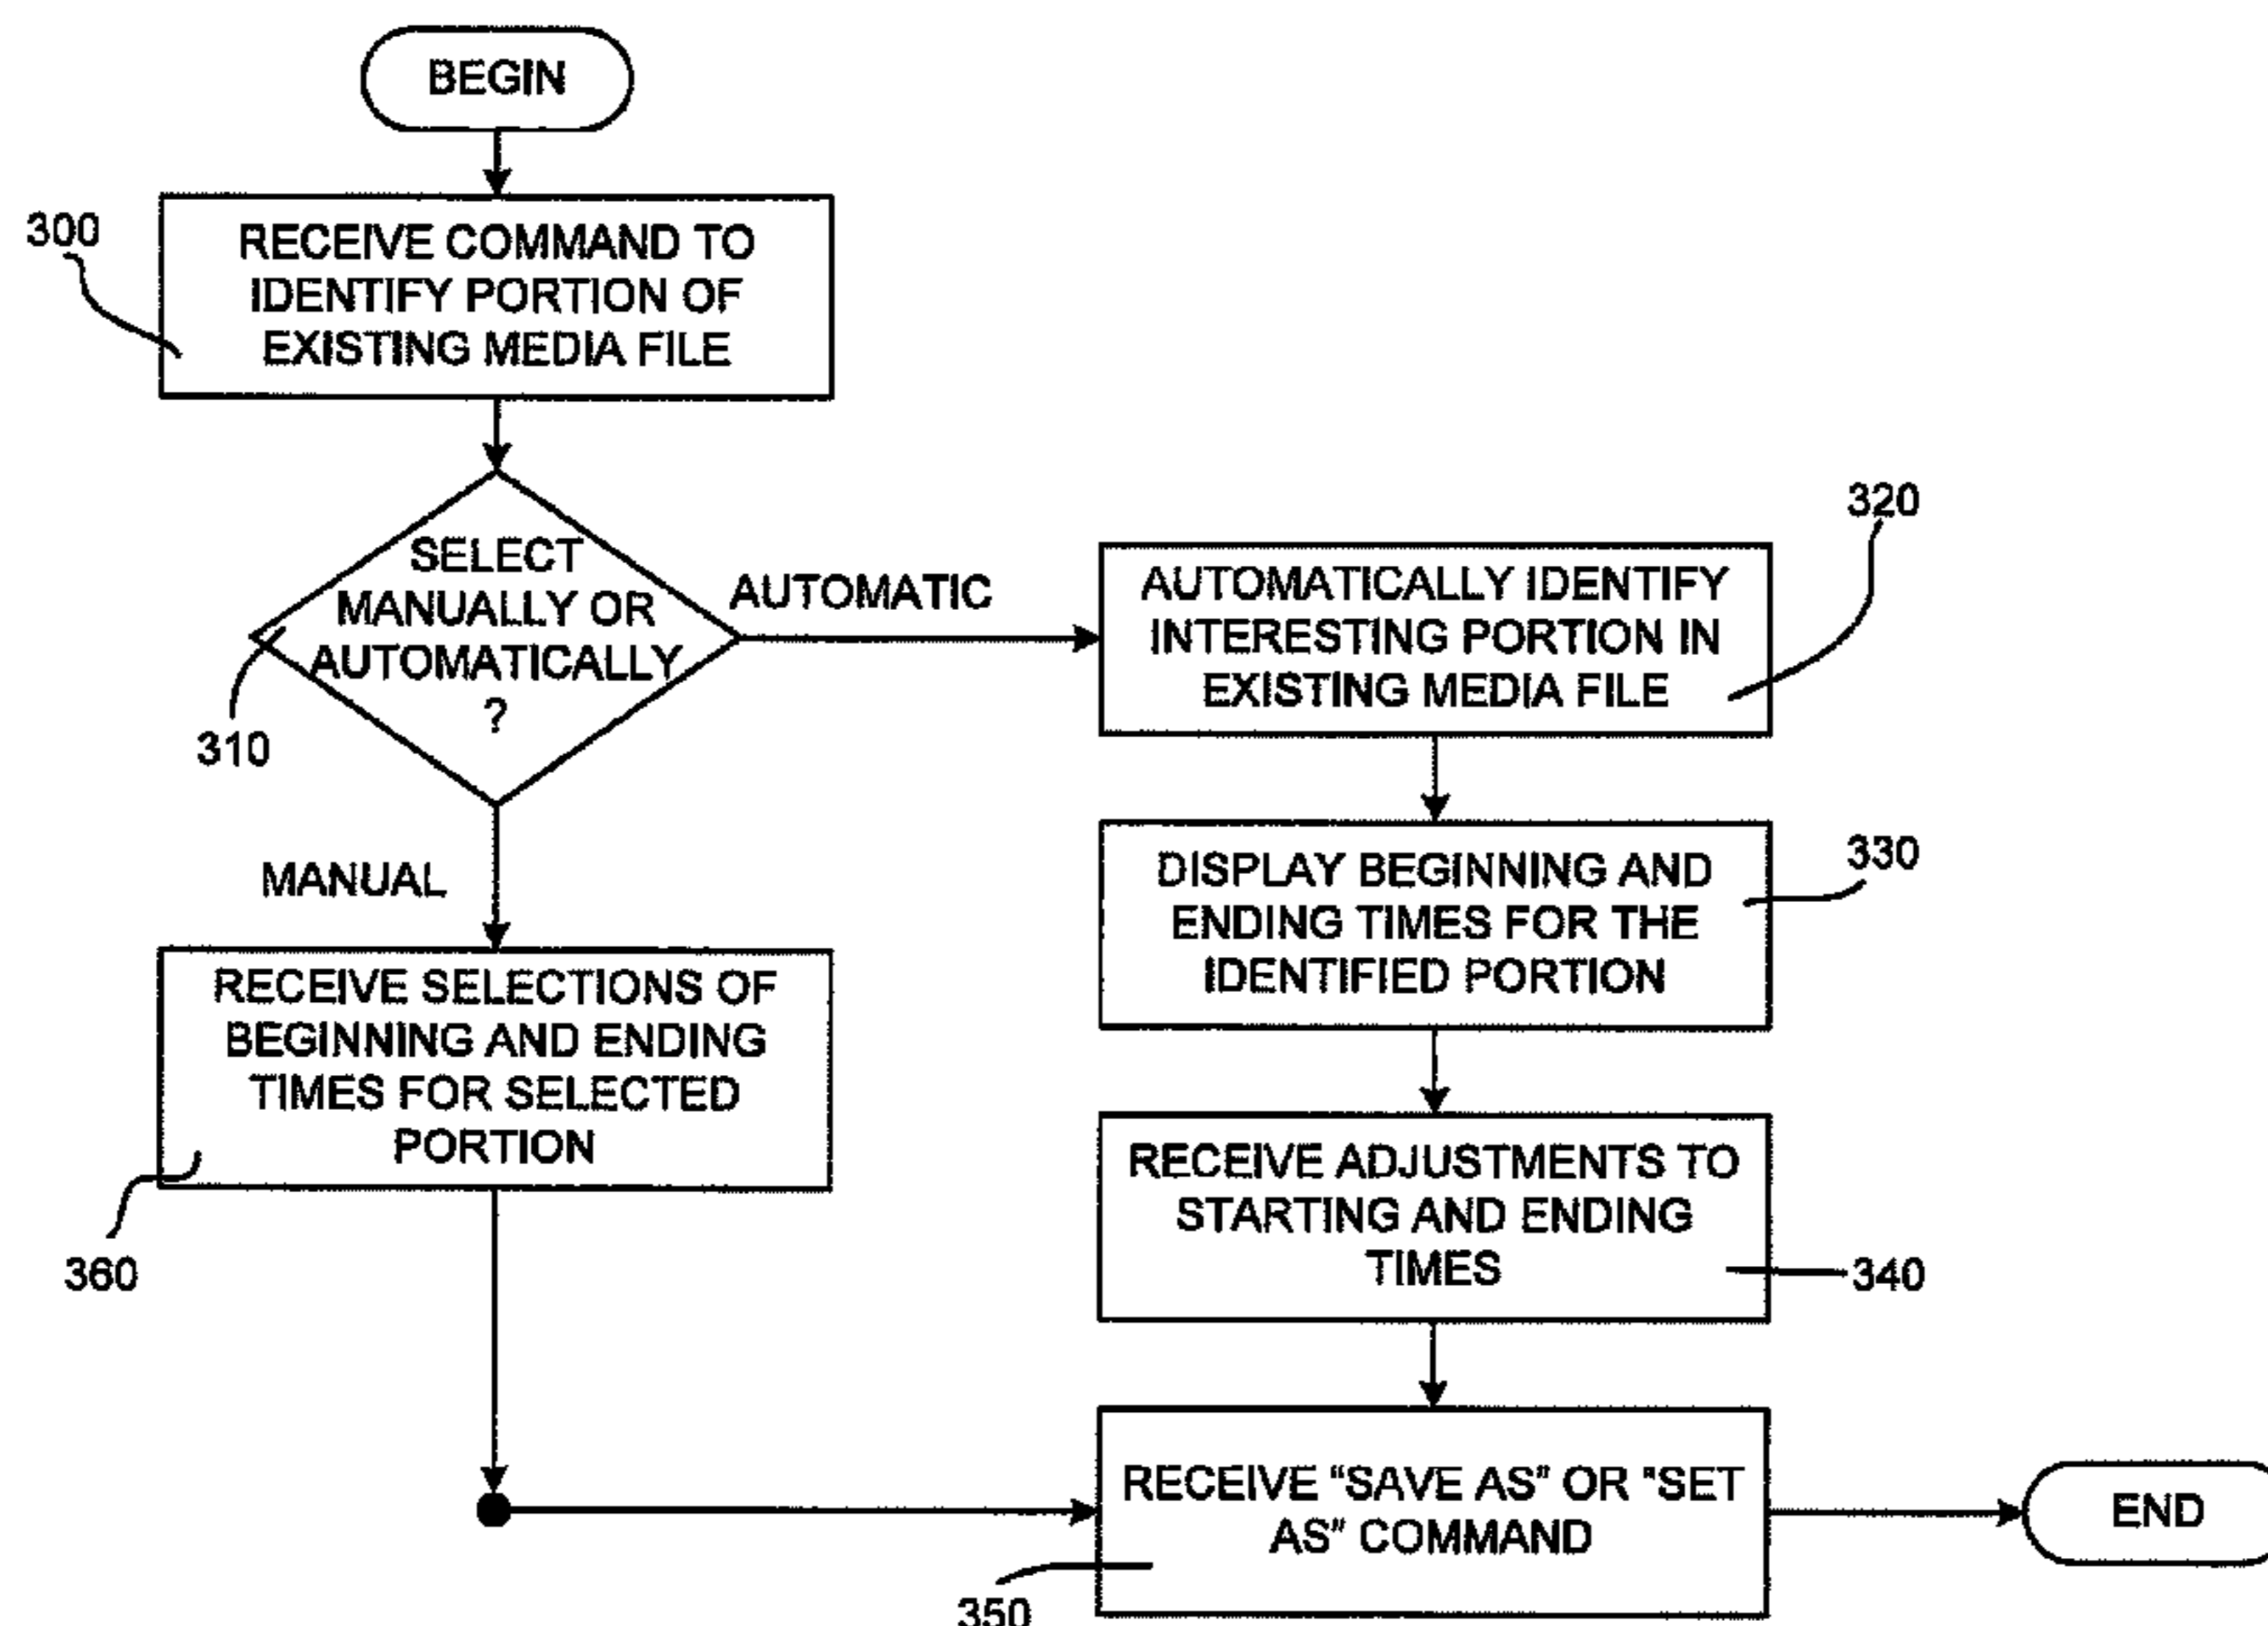 BEGIN
300
RECEIVE COMMAND TO
IDENTIFY PORTION OF
EXISTING MEDIA FILE
SELECT
MANUALLY OR
AUTOMATICALLY
?
310
AUTOMATIC
320
AUTOMATICALLY IDENTIFY
INTERESTING PORTION IN
EXISTING MEDIA FILE
330
DISPLAY BEGINNING AND
ENDING TIMES FOR THE
IDENTIFIED PORTION
MANUAL
RECEIVE SELECTIONS OF
BEGINNING AND ENDING
TIMES FOR SELECTED
PORTION
360
RECEIVE ADJUSTMENTS TO
STARTING AND ENDING
TIMES
340
RECEIVE “SAVE AS” OR "SET
AS” COMMAND
350
END